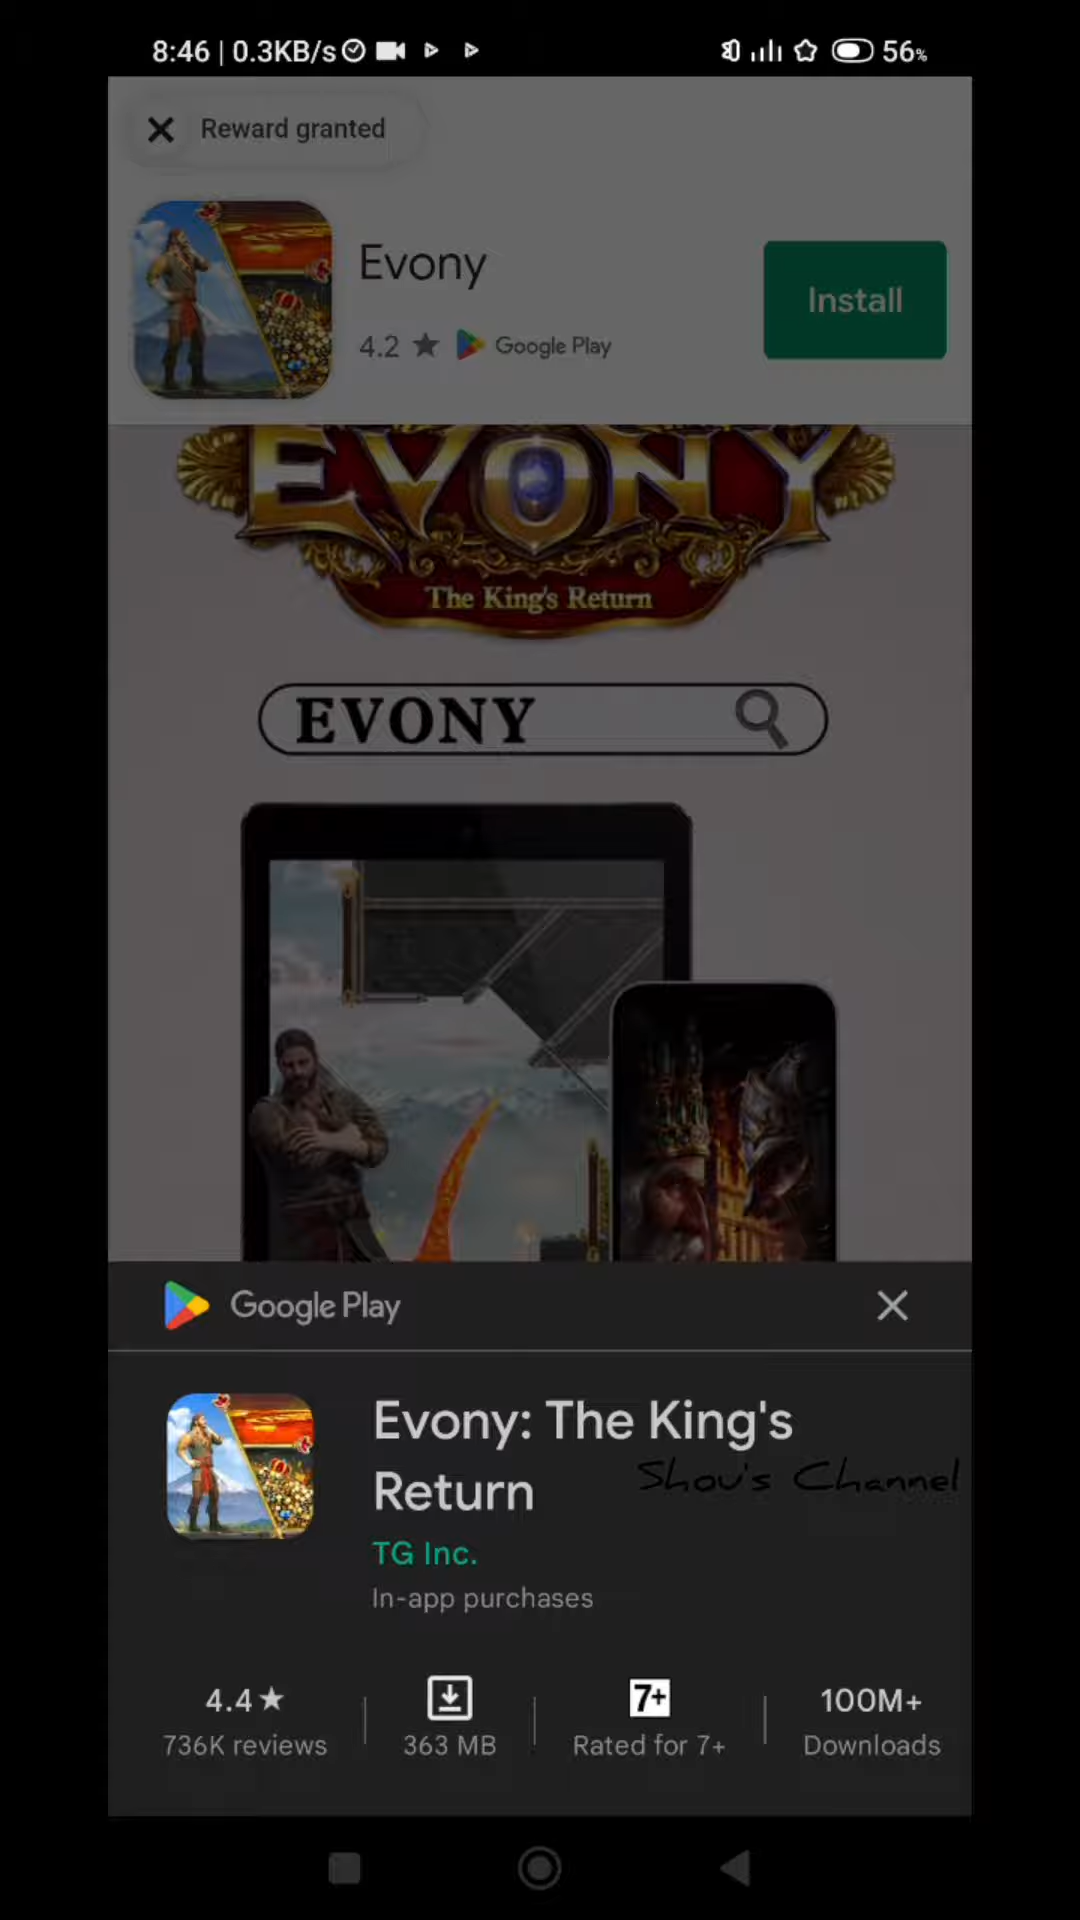 8:46 | 0.3KB/s 56%
Reward granted
Evony
4.2 ★ Google Play
Install
EVONY
The King's Return
EVONY
Google Play
Evony: The King's
Return
Shou's Channel
TG Inc.
In-app purchases
4.4 ★ 7+ 100M+
736K reviews 363 MB Rated for 7+ Downloads